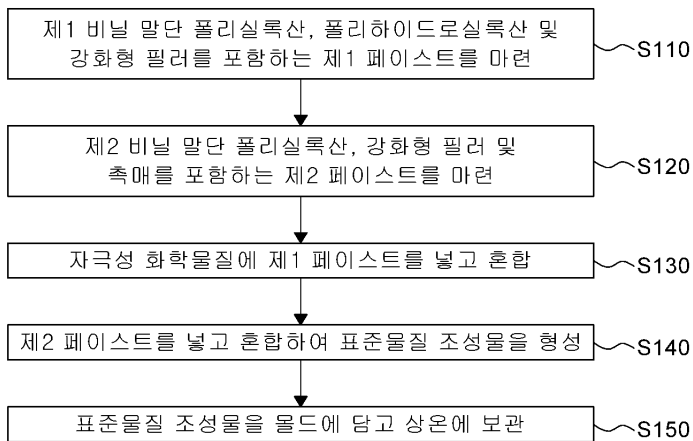 제1 비닐 말단 폴리실록산, 폴리하이드로실록산 및
강화형 필러를 포함하는 제1 페이스트를 마련
S110
제2 비닐 말단 폴리실록산, 강화형 필러 및
촉매를 포함하는 제2 페이스트를 마련
S120
자극성 화학물질에 제1 페이스트를 넣고 혼합
S130
제2 페이스트를 넣고 혼합하여 표준물질 조성물을 형성
S140
표준물질 조성물을 몰드에 담고 상온에 보관
S150